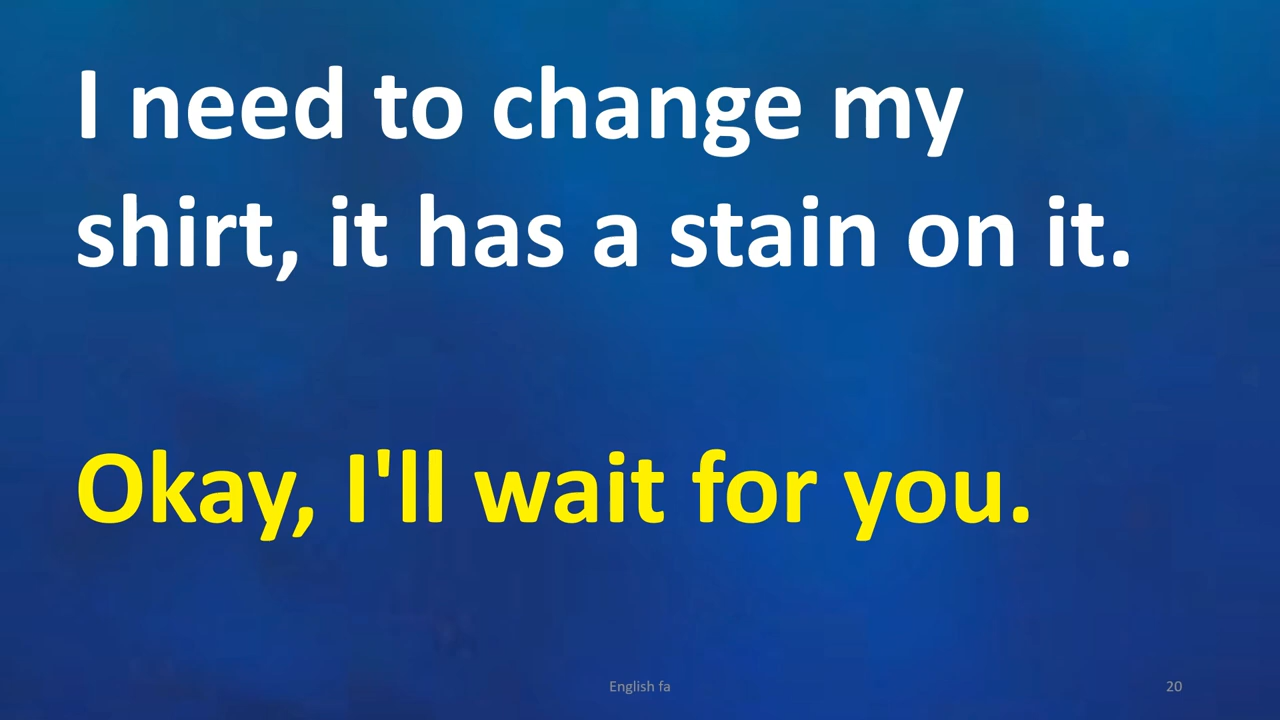 I need to change my
shirt, it has a stain on it.
Okay, I'll wait for you.
English fa
20